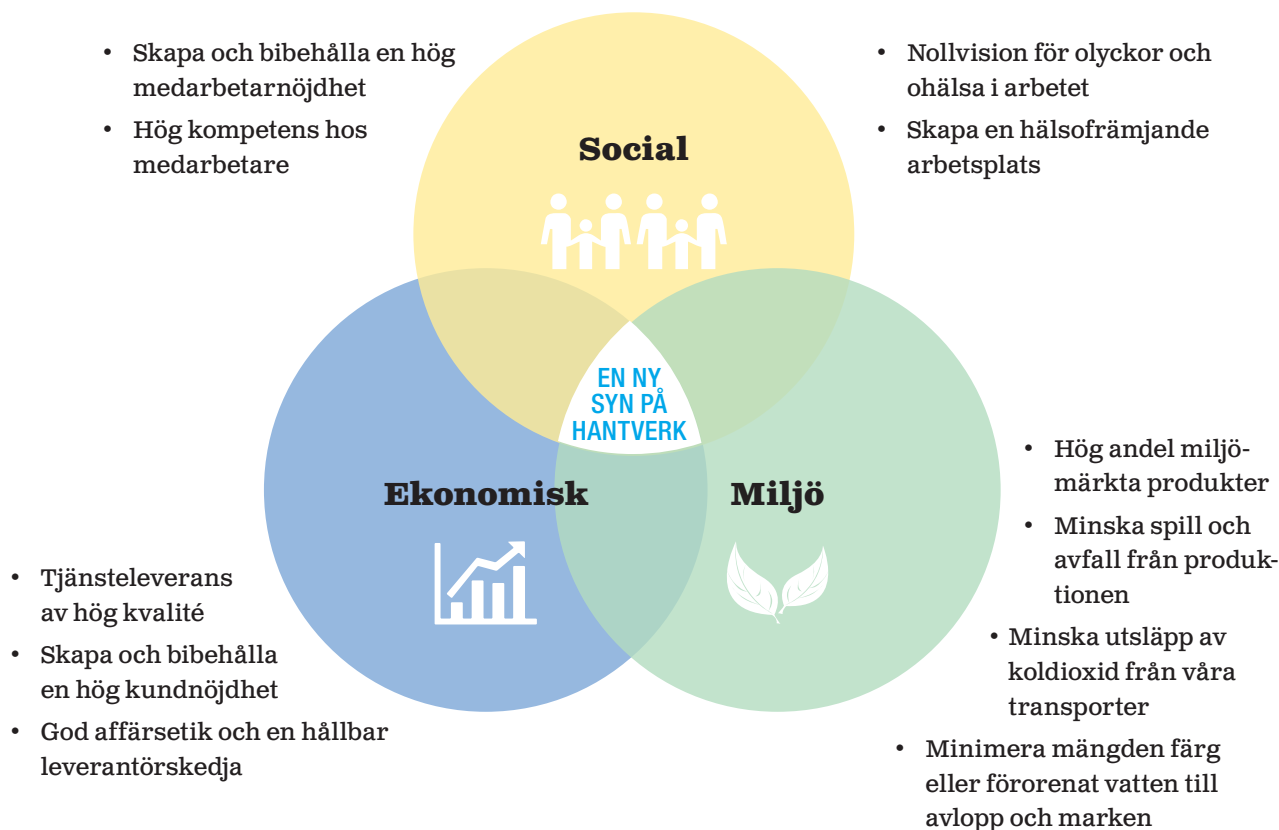 • Skapa och bibehålla en hög
medarbetarnöjdhet
• Hög kompetens hos
medarbetare
• Nollvision för olyckor och
ohälsa i arbetet
• Skapa en hälsofrämjande
arbetsplats
Social
EN NY
SYN PÅ
HANTVERK
Ekonomisk
Miljö
• Tjänsteleverans
av hög kvalité
• Skapa och bibehålla
en hög kundnöjdhet
• God affärsetik och en hållbar
leverantörskedja
• Hög andel miljö-
märkta produkter
• Minska spill och
avfall från produk-
tionen
• Minska utsläpp av
koldioxid från våra
transporter
• Minimera mängden färg
eller förorenat vatten till
avlopp och marken